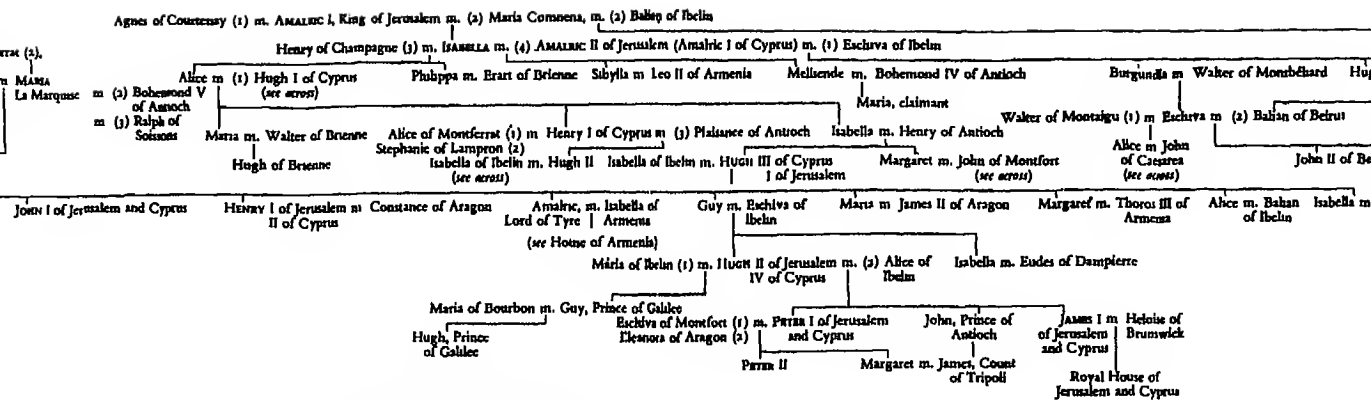 Agnes of Courtenay (1) m. AMALRIC I, King of Jerusalem m. (2) Maria Comnena, m. (2) Balian of Ibelin
(2),
Henry of Champagne (3) m. ISABELLA m. (4) AMALRIC II of Jerusalem (Amalric I of Cyprus) m. (1) Eschiva of Ibelin
m MARIA
La Marquise
Alice m (1) Hugh I of Cyprus
(see across)
Philippa m. Erart of Brienne
Sibylla m Leo II of Armenia
Melisende m. Bohemond IV of Antioch
Burgundia m Walter of Montbéliard
m (2) Bohemond V
of Antioch
m (3) Ralph of
Soissons
Maria, claimant
Maria m. Walter of Brienne
Hugh of Brienne
Alice of Montferrat (1) m Henry I of Cyprus m (3) Plaisance of Antioch
Stephanie of Lampron (2)
Isabella m. Henry of Antioch
Walter of Montaigu (1) m Eschiva m (2) Balian of Beirut
Isabella of Ibelin m. Hugh II
(see across)
Isabella of Ibelin m. HUGH III of Cyprus
I of Jerusalem
Margaret m. John of Montfort
(see across)
Alice m John
of Caesarea
(see across)
John II of
JOHN I of Jerusalem and Cyprus
HENRY I of Jerusalem m Constance of Aragon
II of Cyprus
Amalric, m. Isabella of
Lord of Tyre Armenia
(see House of Armenia)
Guy m. Eschiva of
Ibelin
Maria m James II of Aragon
Margaret m. Thoros III of
Armenia
Alice m. Balian
of Ibelin
Isabella m
Maria of Ibelin (1) m. HUGH II of Jerusalem m. (2) Alice of
IV of Cyprus Ibelin
Isabella m. Eudes of Dampierre
Maria of Bourbon m. Guy, Prince of Galilee
Hugh, Prince
of Galilee
Eschiva of Montfort (1) m. PETER I of Jerusalem
Eleanora of Aragon (2) and Cyprus
John, Prince of
Antioch
JAMES I m Heloise of
of Jerusalem Brunswick
and Cyprus
PETER II
Margaret m. James, Count
of Tripoli
Royal House of
Jerusalem and Cyprus